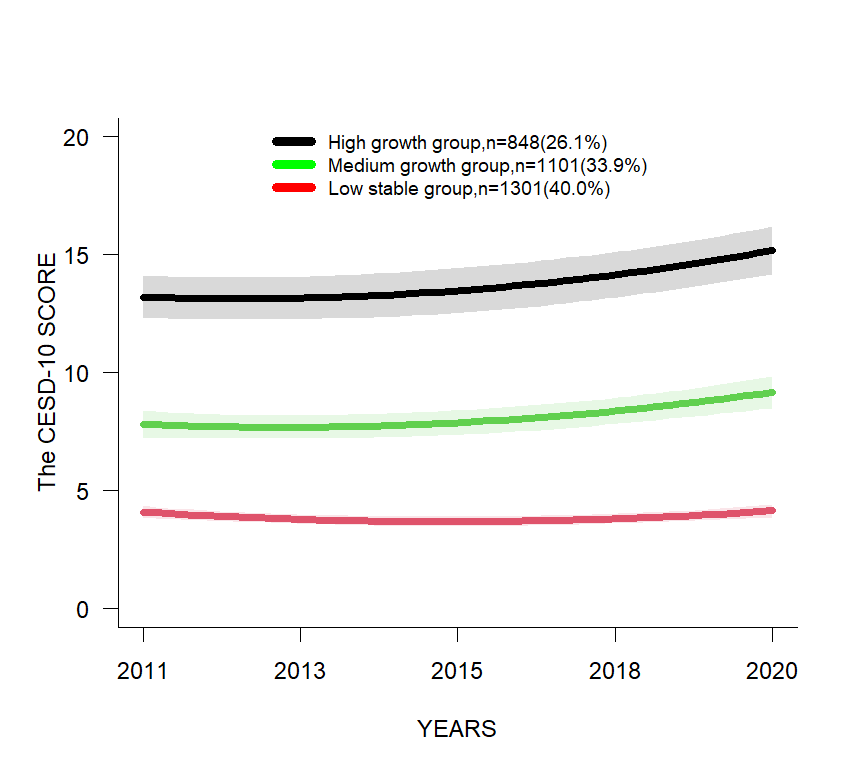 High growth group,n=848(26.1%)
Medium growth group,n=1101(33.9%)
Low stable group,n=1301(40.0%)
The CESD-10 SCORE
20
15
10
5
0
2011 2013 2015 2018 2020
YEARS